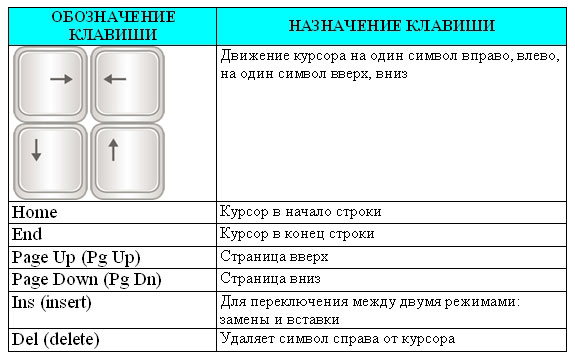 ОБОЗНАЧЕНИЕ
КЛАВИШИ
НАЗНАЧЕНИЕ КЛАВИШИ
Движение курсора на один символ вправо, влево,
на один символ вверх, вниз
Home
Курсор в начало строки
End
Курсор в конец строки
Page Up (Pg Up)
Страница вверх
Page Down (Pg Dn)
Страница вниз
Ins (insert)
Для переключения между двумя режимами:
замены и вставки
Del (delete)
Удаляет символ справа от курсора